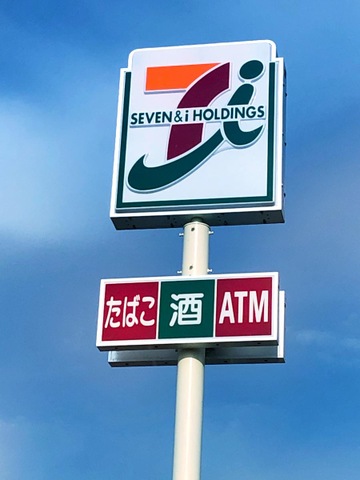 SEVEN & i HOLDINGS
たばこ 酒 ATM